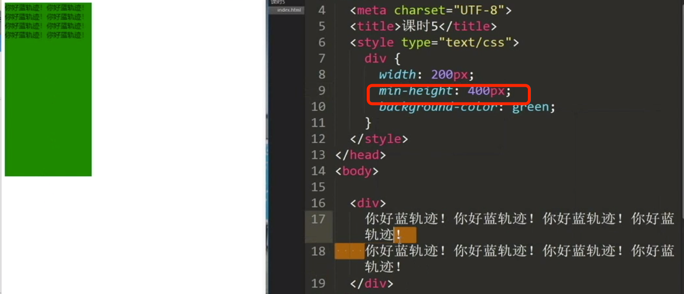 你好蓝轨迹! 你好蓝轨迹!
你好蓝轨迹! 你好蓝轨迹!
你好蓝轨迹! 你好蓝轨迹!
你好蓝轨迹! 你好蓝轨迹!
index.html
4 <meta charset="UTF-8">
5 <title>课时5</title>
6 <style type="text/css">
7 div {
8 width: 200px;
9 min-height: 400px;
10 background-color: green;
11 }
12 </style>
13 </head>
14 <body>
15
16 <div>
17 你好蓝轨迹! 你好蓝轨迹! 你好蓝轨迹! 你好蓝
轨迹!
18 你好蓝轨迹! 你好蓝轨迹! 你好蓝轨迹! 你好蓝
轨迹!
19 </div>